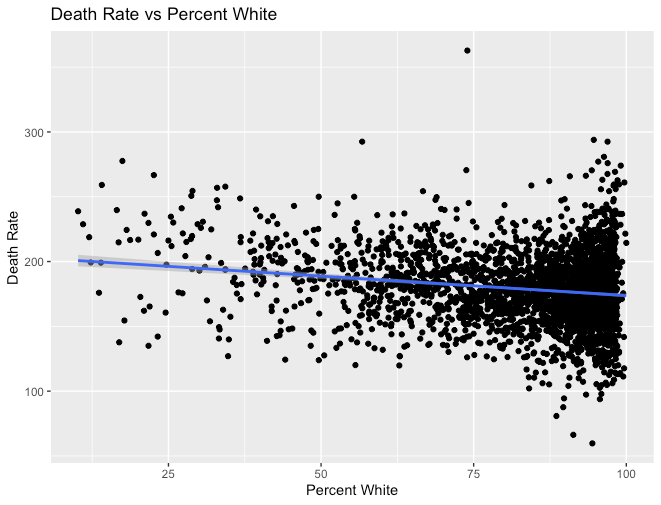 Death Rate vs Percent White
300
200
100
Death Rate
25 50 75 100
Percent White